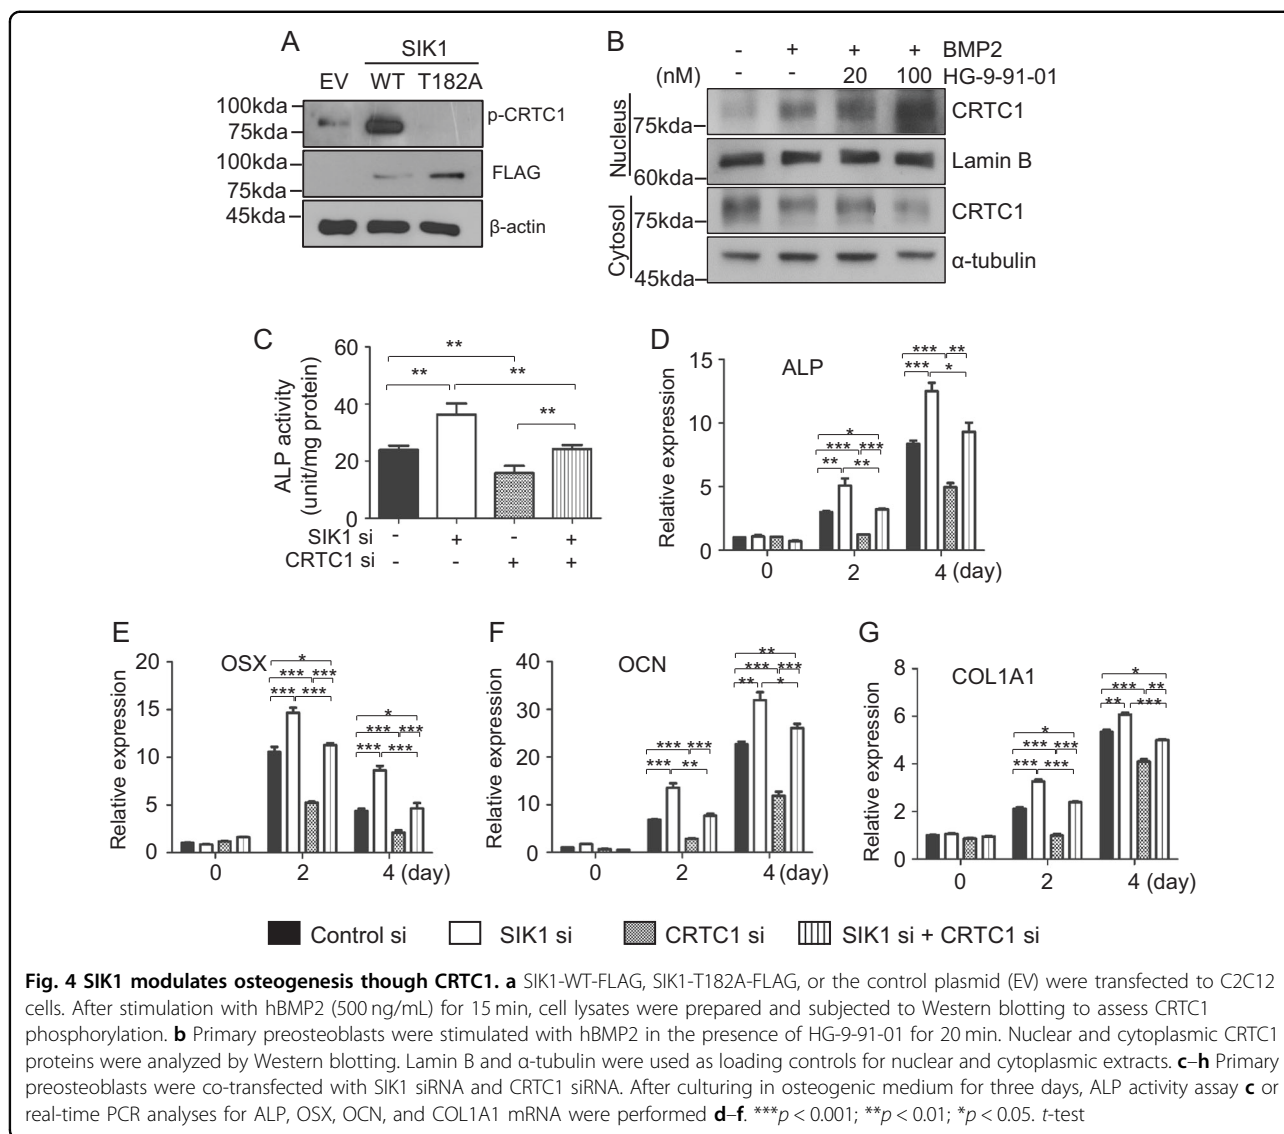 A
SIK1
EV WT T182A
100kda
75kda
p-CRTC1
100kda
75kda
FLAG
45kda
β-actin
B
- + + + BMP2
(nM) - - 20 100 HG-9-91-01
Nucleus
75kda
CRTC1
60kda
Lamin B
Cytosol
75kda
CRTC1
45kda
α-tubulin
C
ALP activity
(unit/mg protein)
60
40
20
0
** 
** **
**
SIK1 si - + - +
CRTC1 si - - + +
D
ALP
Relative expression
15
10
5
0
*
*** ***
** **
*** **
*** *
0 2 4 (day)
E
OSX
Relative expression
20
15
10
5
0
*
*** ***
*** ***
*
*** ***
*** ***
0 2 4 (day)
F
OCN
Relative expression
40
30
20
10
0
*** ***
*** **
**
*** ***
** *
0 2 4 (day)
G
COL1A1
Relative expression
8
6
4
2
0
*
*** ***
*** ***
*
*** **
** ***
0 2 4 (day)
Control si SIK1 si CRTC1 si SIK1 si + CRTC1 si
Fig. 4 SIK1 modulates osteogenesis though CRTC1. a SIK1-WT-FLAG, SIK1-T182A-FLAG, or the control plasmid (EV) were transfected to C2C12
cells. After stimulation with hBMP2 (500 ng/mL) for 15 min, cell lysates were prepared and subjected to Western blotting to assess CRTC1
phosphorylation. b Primary preosteoblasts were stimulated with hBMP2 in the presence of HG-9-91-01 for 20 min. Nuclear and cytoplasmic CRTC1
proteins were analyzed by Western blotting. Lamin B and α-tubulin were used as loading controls for nuclear and cytoplasmic extracts. c–h Primary
preosteoblasts were co-transfected with SIK1 siRNA and CRTC1 siRNA. After culturing in osteogenic medium for three days, ALP activity assay c or
real-time PCR analyses for ALP, OSX, OCN, and COL1A1 mRNA were performed d–f. ***p < 0.001; **p < 0.01; *p < 0.05. t-test